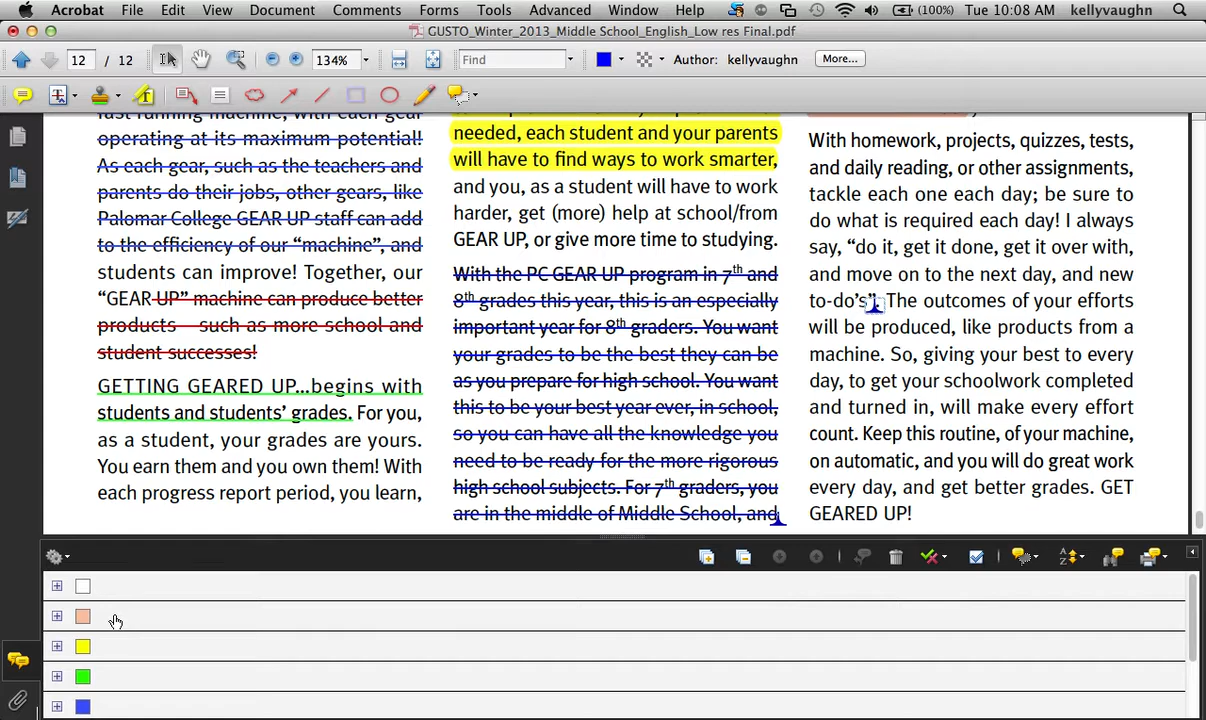 Acrobat File Edit View Document Comments Forms Tools Advanced Window Help (100%) Tue 10:08 AM kellyvaughn
GUSTO_Winter_2013_Middle School_English_Low res Final.pdf
12 / 12 134% Find Author: kellyvaughn More...
fast running machine, with each gear
operating at its maximum potential!
As each gear, such as the teachers and
parents do their jobs, other gears, like
Palomar College GEAR UP staff can add
to the efficiency of our “machine”, and
students can improve! Together, our
“GEAR UP” machine can produce better
products—such as more school and
student successes!
GETTING GEARED UP...begins with
students and students’ grades. For you,
as a student, your grades are yours.
You earn them and you own them! With
each progress report period, you learn,
needed, each student and your parents
will have to find ways to work smarter,
and you, as a student will have to work
harder, get (more) help at school/from
GEAR UP, or give more time to studying.
With the PC GEAR UP program in 7th and
8th grades this year, this is an especially
important year for 8th graders. You want
your grades to be the best they can be
as you prepare for high school. You want
this to be your best year ever, in school,
so you can have all the knowledge you
need to be ready for the more rigorous
high school subjects. For 7th graders, you
are in the middle of Middle School, and
With homework, projects, quizzes, tests,
and daily reading, or other assignments,
tackle each one each day; be sure to
do what is required each day! I always
say, “do it, get it done, get it over with,
and move on to the next day, and new
to-do’s”. The outcomes of your efforts
will be produced, like products from a
machine. So, giving your best to every
day, to get your schoolwork completed
and turned in, will make every effort
count. Keep this routine, of your machine,
on automatic, and you will do great work
every day, and get better grades. GET
GEARED UP!